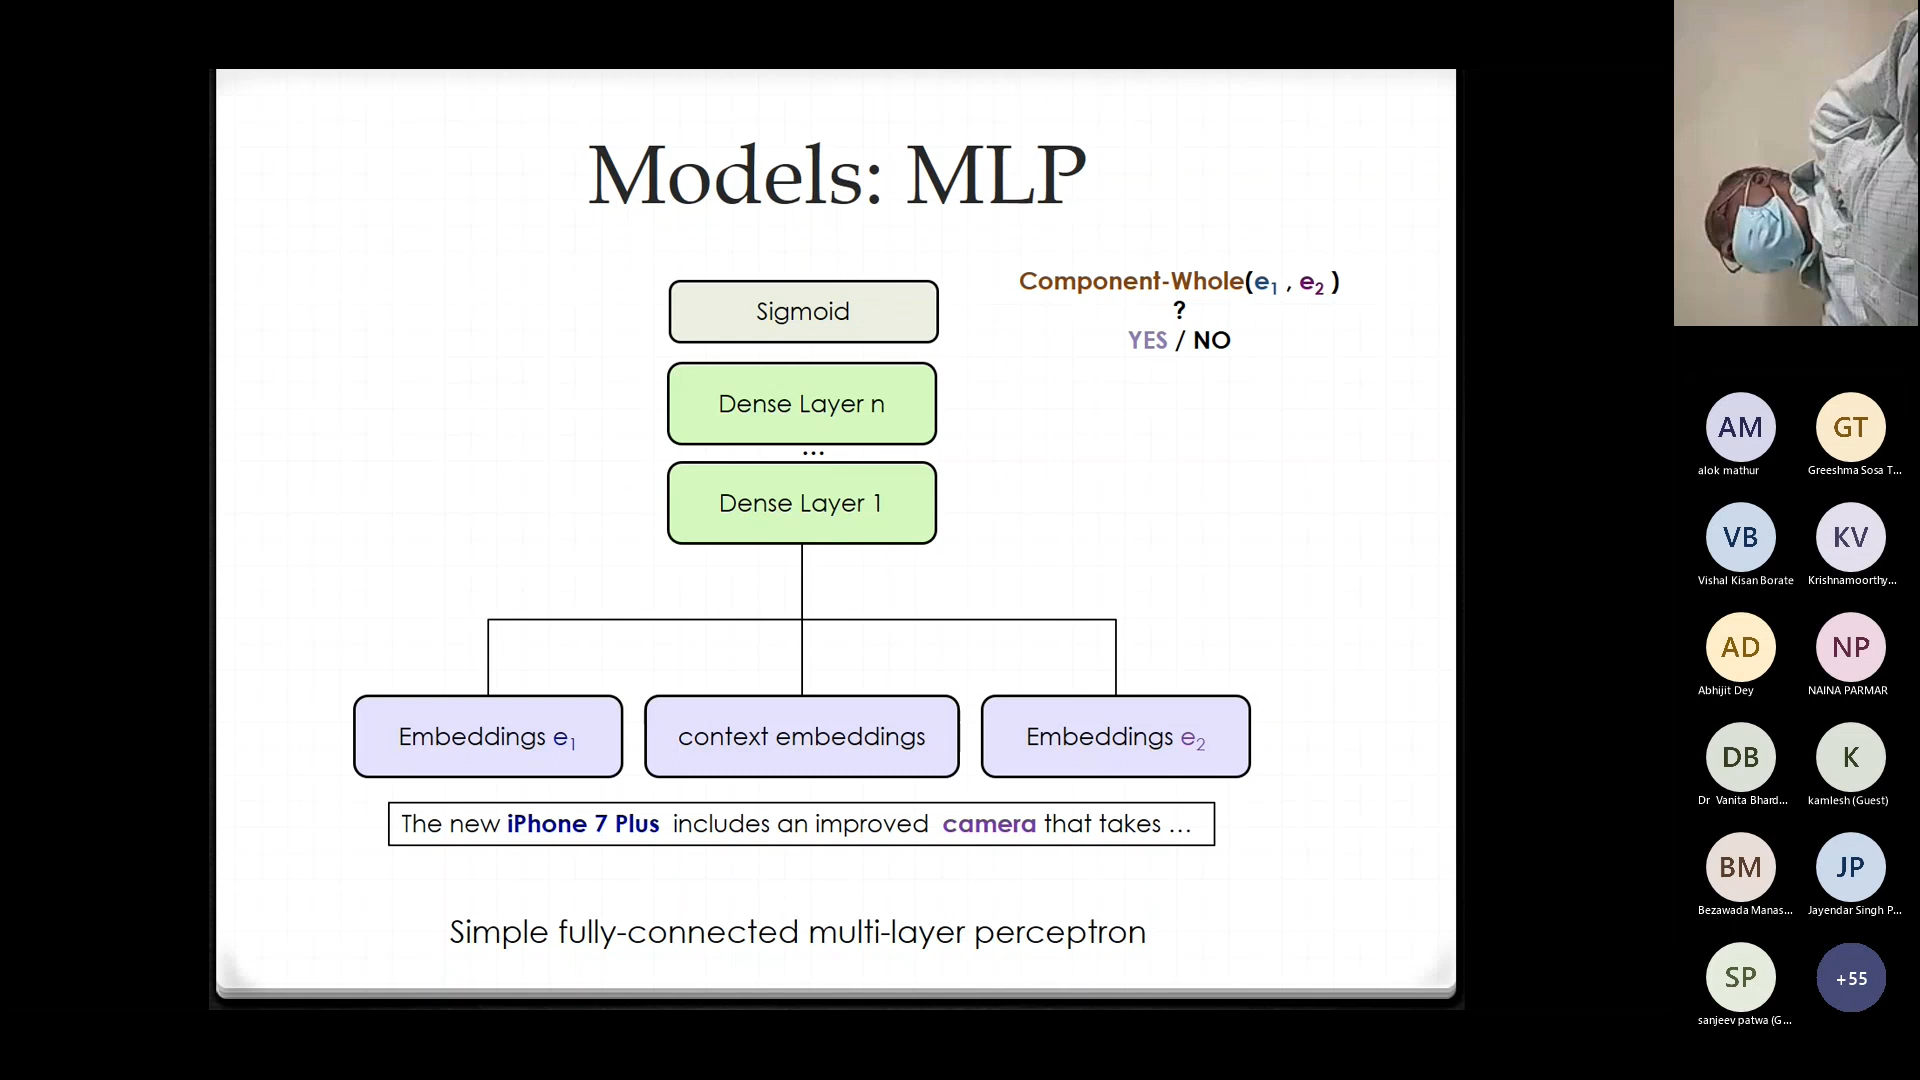 Models: MLP
Sigmoid
Component-Whole(e1 , e2 )
?
YES / NO
Dense Layer n
...
Dense Layer 1
Embeddings e1
context embeddings
Embeddings e2
The new iPhone 7 Plus includes an improved camera that takes ...
Simple fully-connected multi-layer perceptron
AM
GT
alok mathur
Greeshma Sosa T...
VB
KV
Vishal Kisan Borate
Krishnamoorthy...
AD
NP
Abhijit Dey
NAINA PARMAR
DB
K
Dr Vanita Bhard...
kamlesh (Guest)
BM
JP
Bezawada Manas...
Jayendar Singh P...
SP
+55
sanjeev patwa (G...